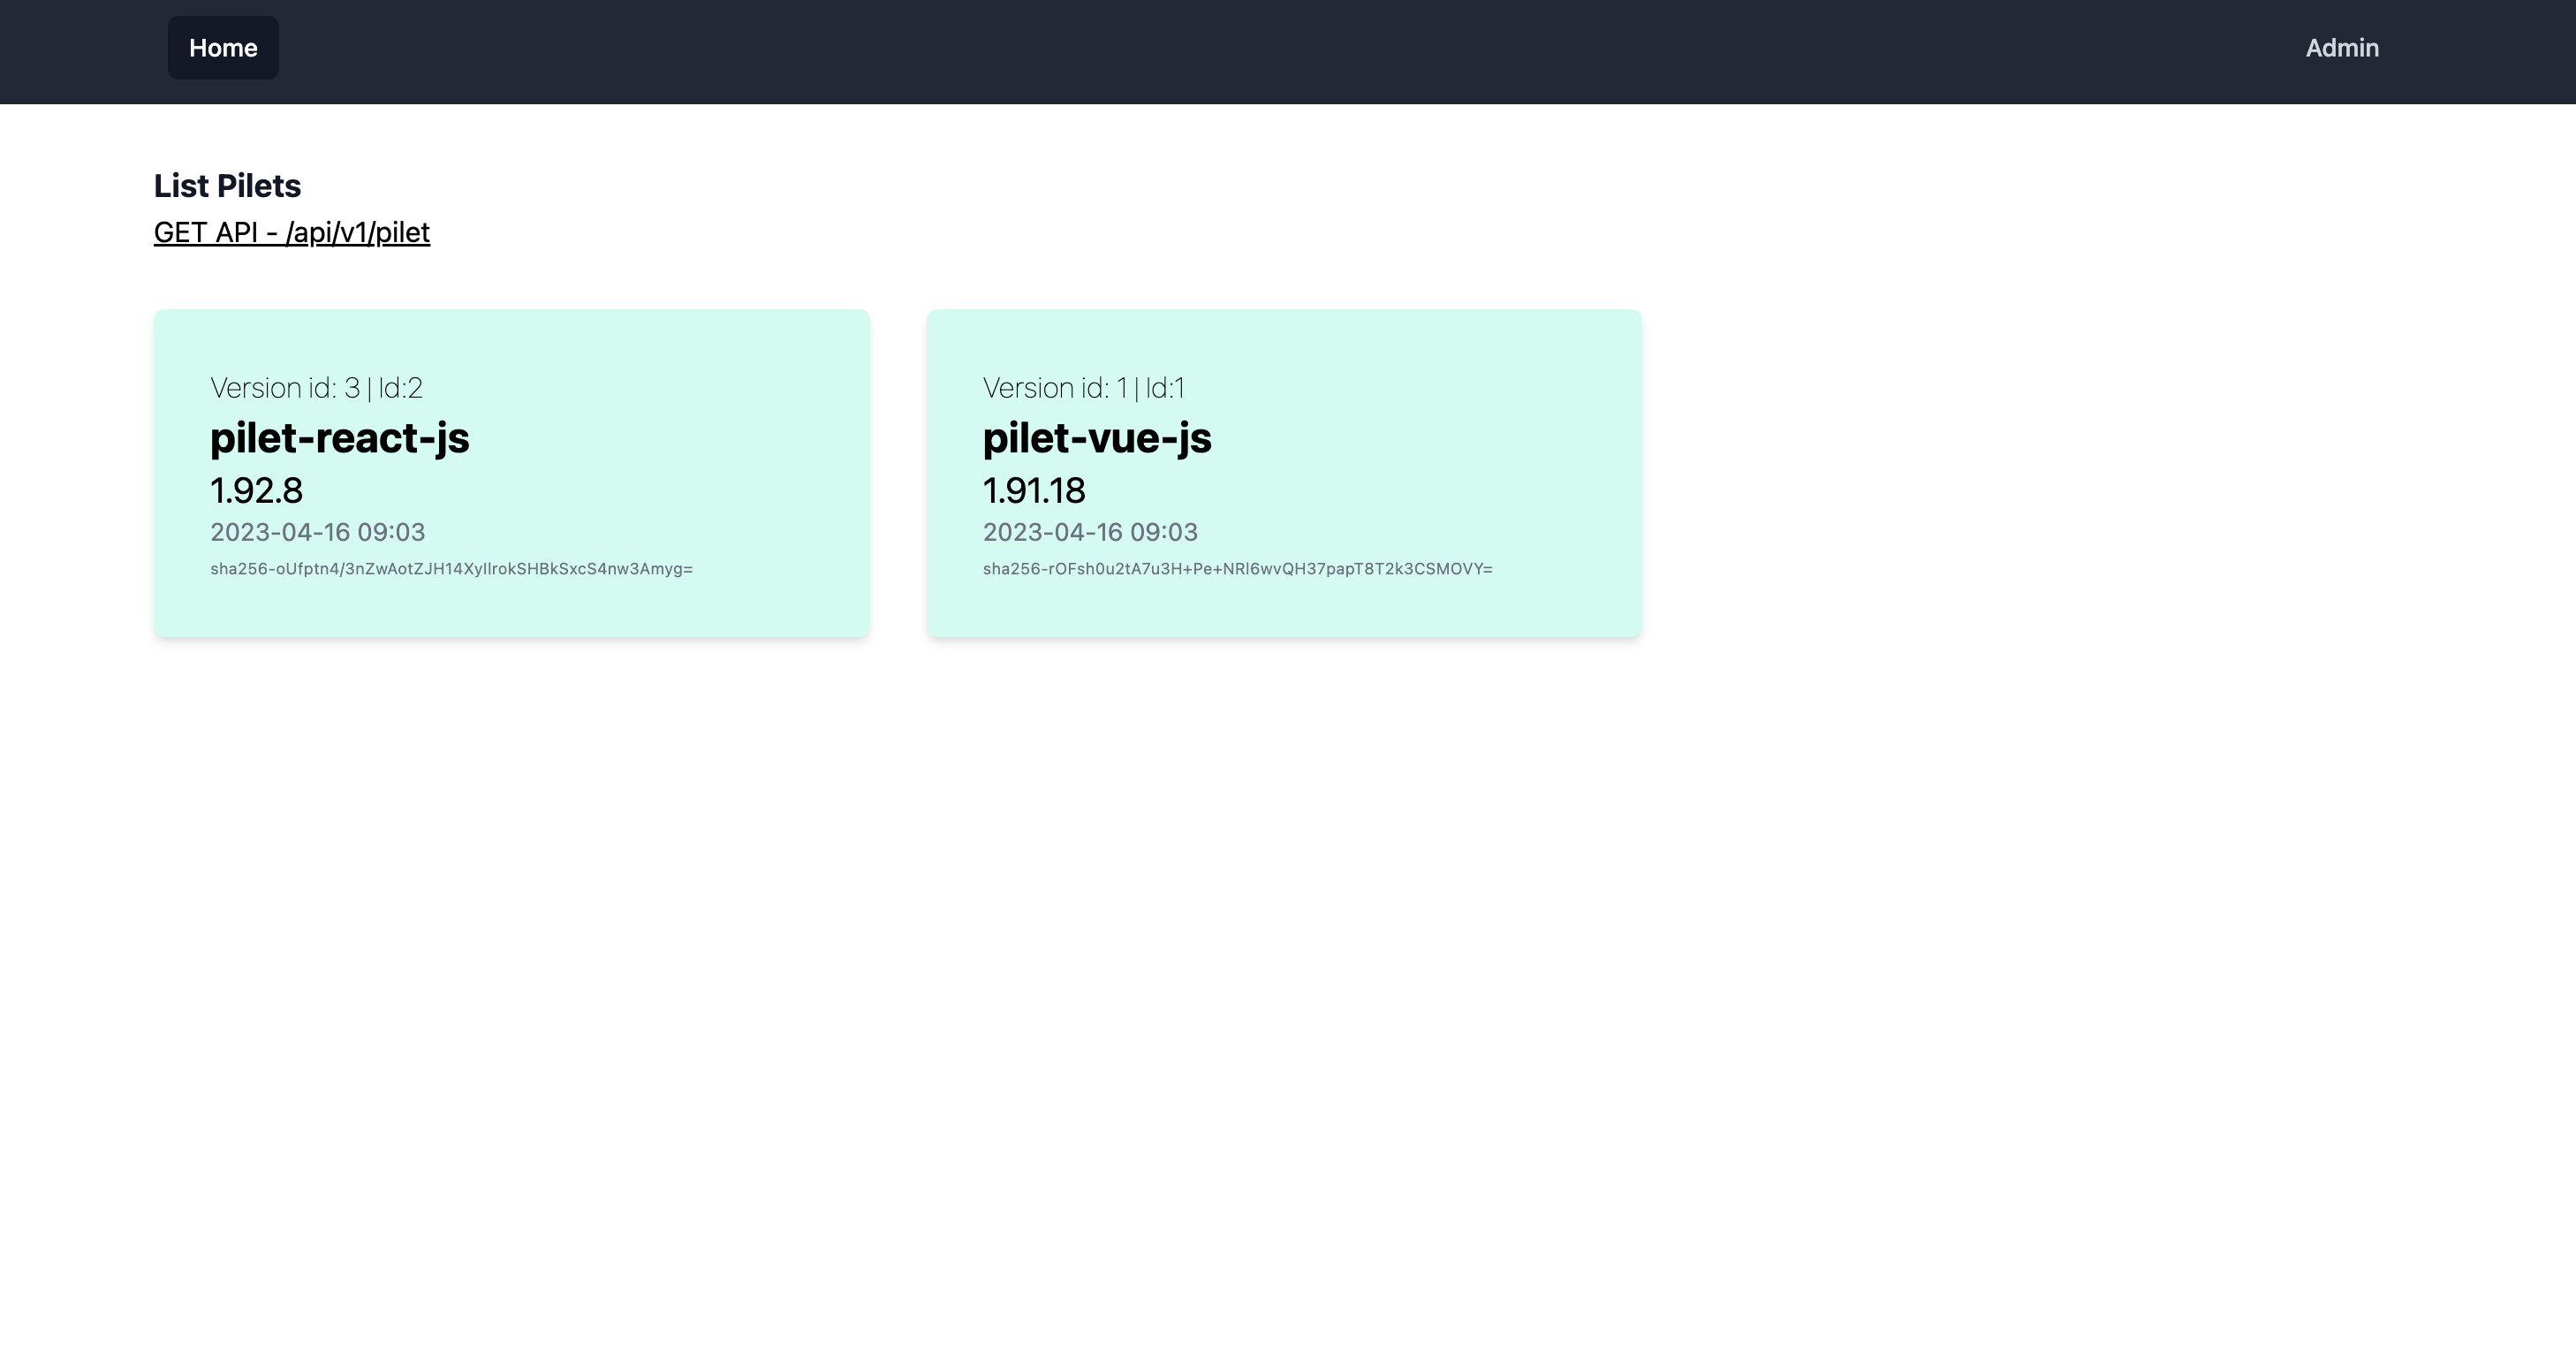 Home
Admin
List Pilets
GET API - /api/v1/pilet
Version id: 3 | Id:2
pilet-react-js
1.92.8
2023-04-16 09:03
sha256-oUfptn4/3nZwAotZJH14XyIIrokSHBkSxcS4nw3Amyg=
Version id: 1 | Id:1
pilet-vue-js
1.91.18
2023-04-16 09:03
sha256-rOFsh0u2tA7u3H+Pe+NRI6wvQH37papT8T2k3CSMOVY=